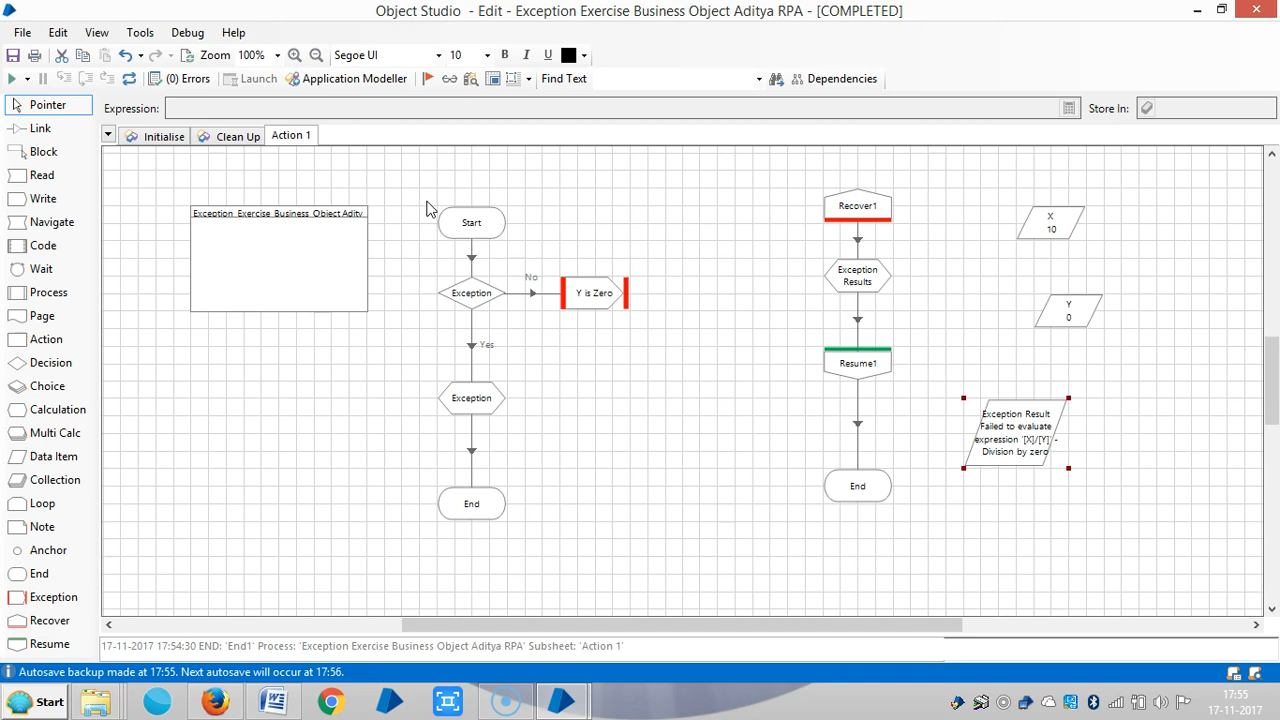 Object Studio - Edit - Exception Exercise Business Object Aditya RPA - [COMPLETED]
File Edit View Tools Debug Help
Zoom 100% Segoe UI 10 B I U
(0) Errors Launch Application Modeller Find Text Dependencies
Expression: Store In:
Pointer
Link
Block
Read
Write
Navigate
Code
Wait
Process
Page
Action
Decision
Choice
Calculation
Multi Calc
Data Item
Collection
Loop
Note
Anchor
End
Exception
Recover
Resume
Initialise Clean Up Action 1
Exception Exercise Business Object Adity
Start
Exception
No
Y is Zero
Yes
Exception
End
Recover1
Exception
Results
Resume1
End
X
10
Y
0
Exception Result
Failed to evaluate
expression '[X]/[Y]' -
Division by zero
17-11-2017 17:54:30 END: 'End1' Process: 'Exception Exercise Business Object Aditya RPA' Subsheet: 'Action 1'
Autosave backup made at 17:55. Next autosave will occur at 17:56.
Start
17:55
17-11-2017